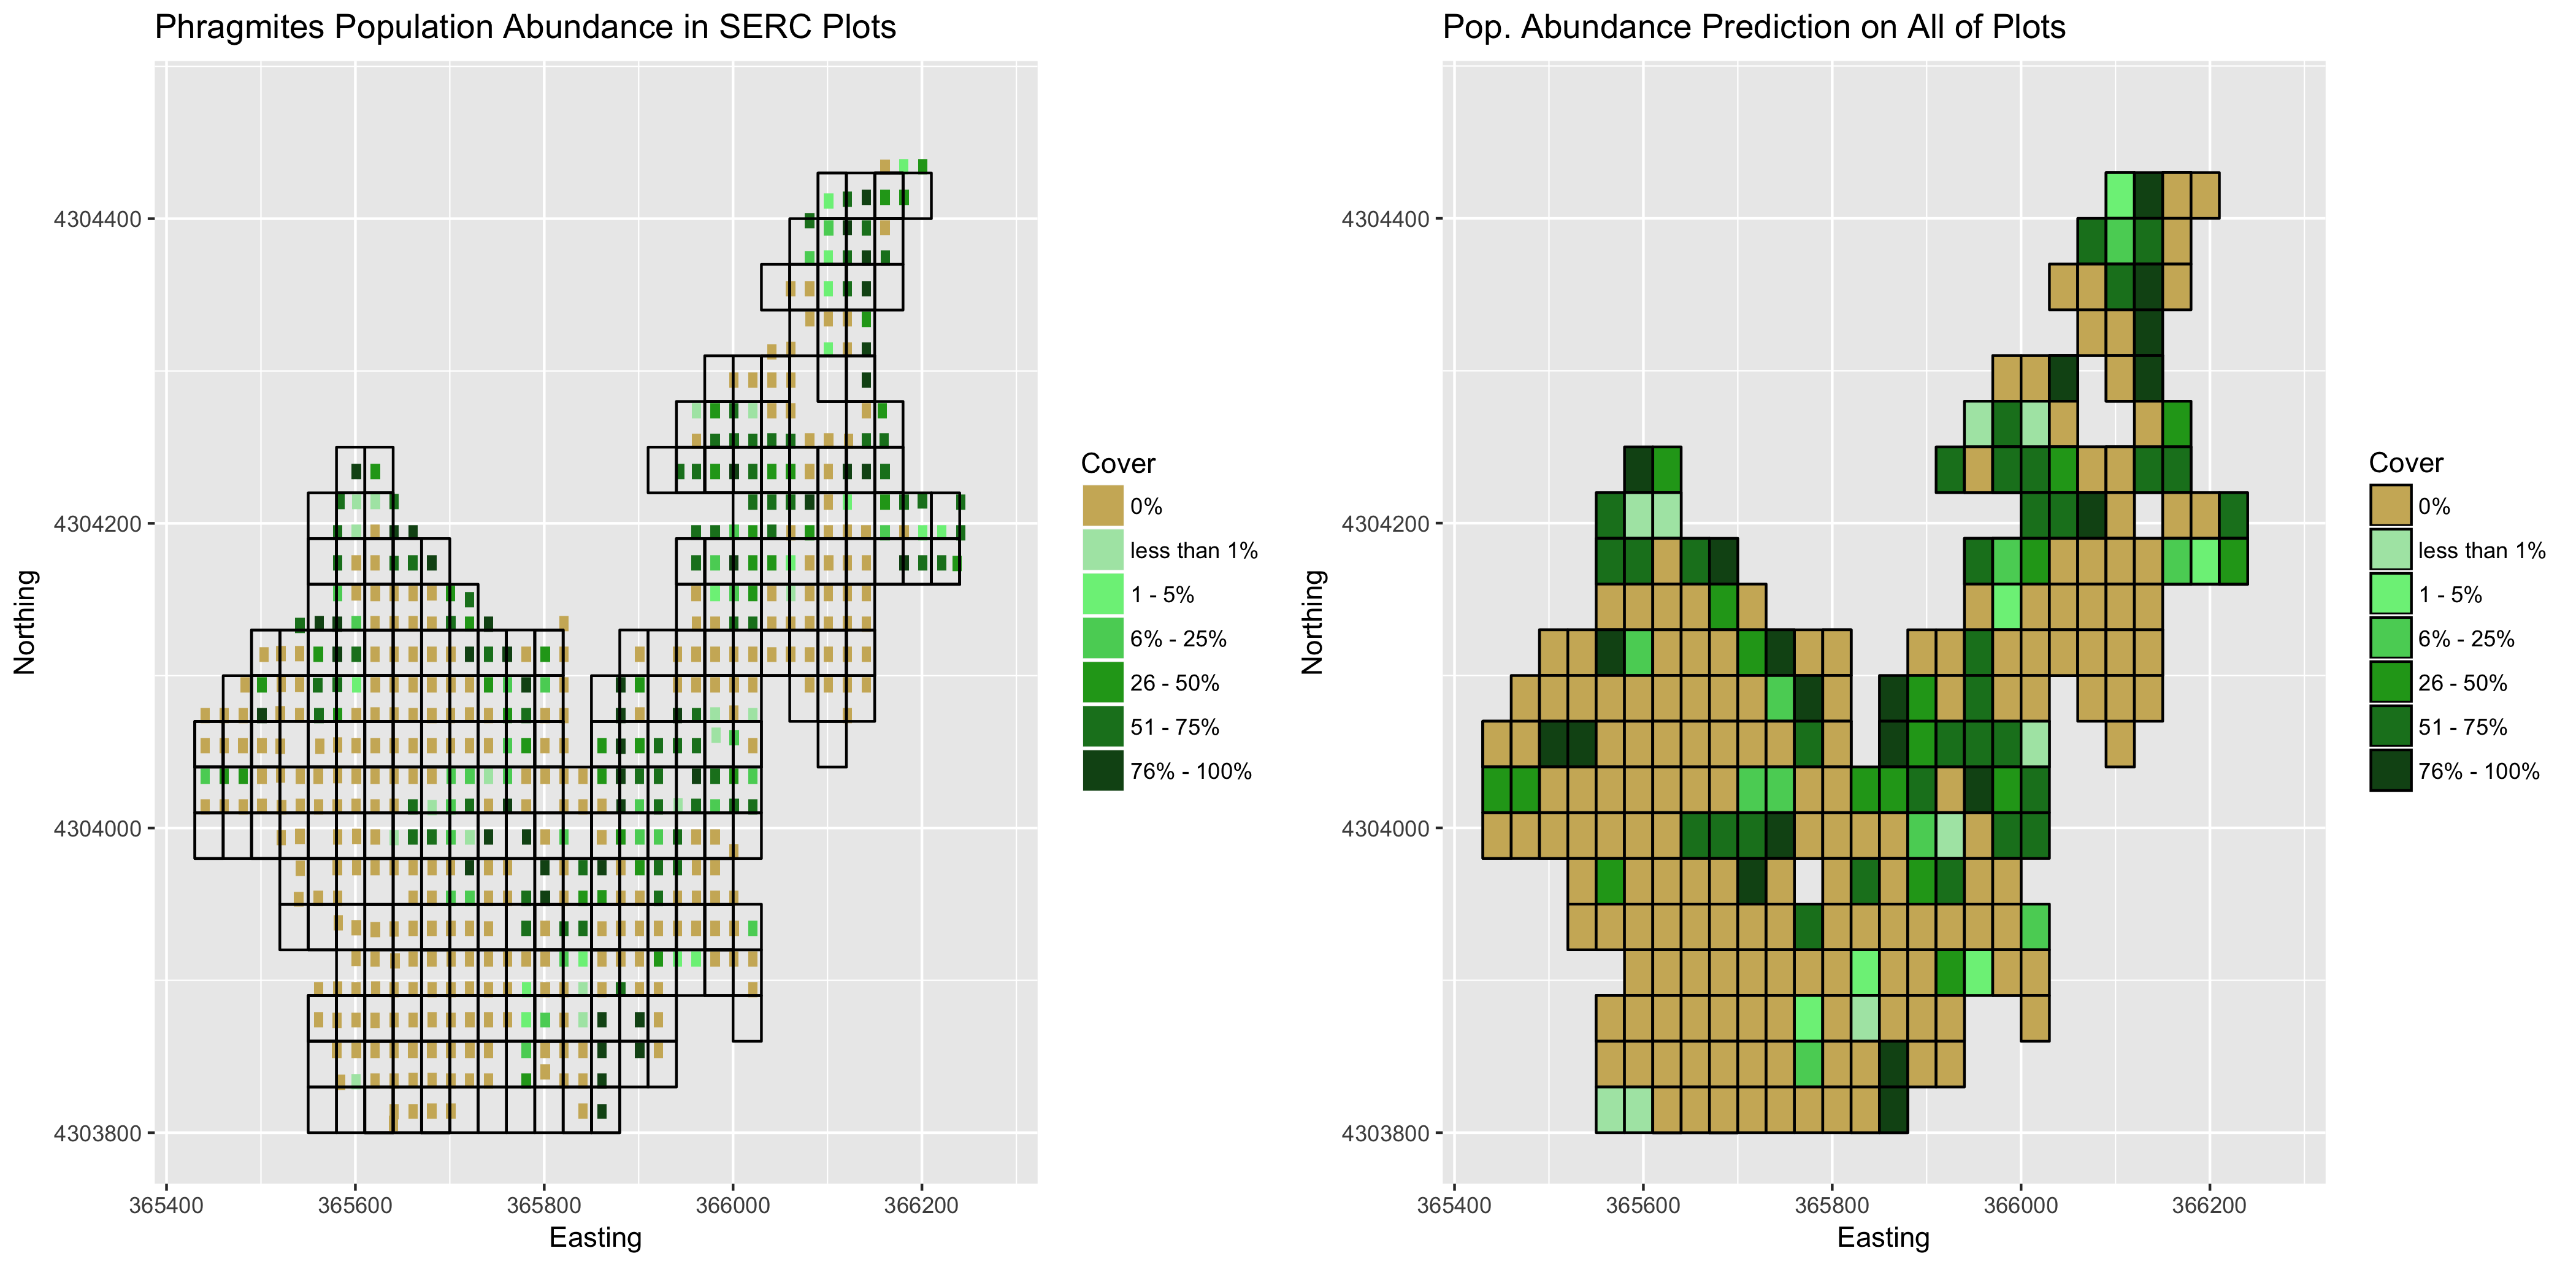 Phragmites Population Abundance in SERC Plots
Northing
4304400
4304200
4304000
4303800
365400 365600 365800 366000 366200
Easting
Cover
0%
less than 1%
1 - 5%
6% - 25%
26 - 50%
51 - 75%
76% - 100%
Pop. Abundance Prediction on All of Plots
Northing
4304400
4304200
4304000
4303800
365400 365600 365800 366000 366200
Easting
Cover
0%
less than 1%
1 - 5%
6% - 25%
26 - 50%
51 - 75%
76% - 100%